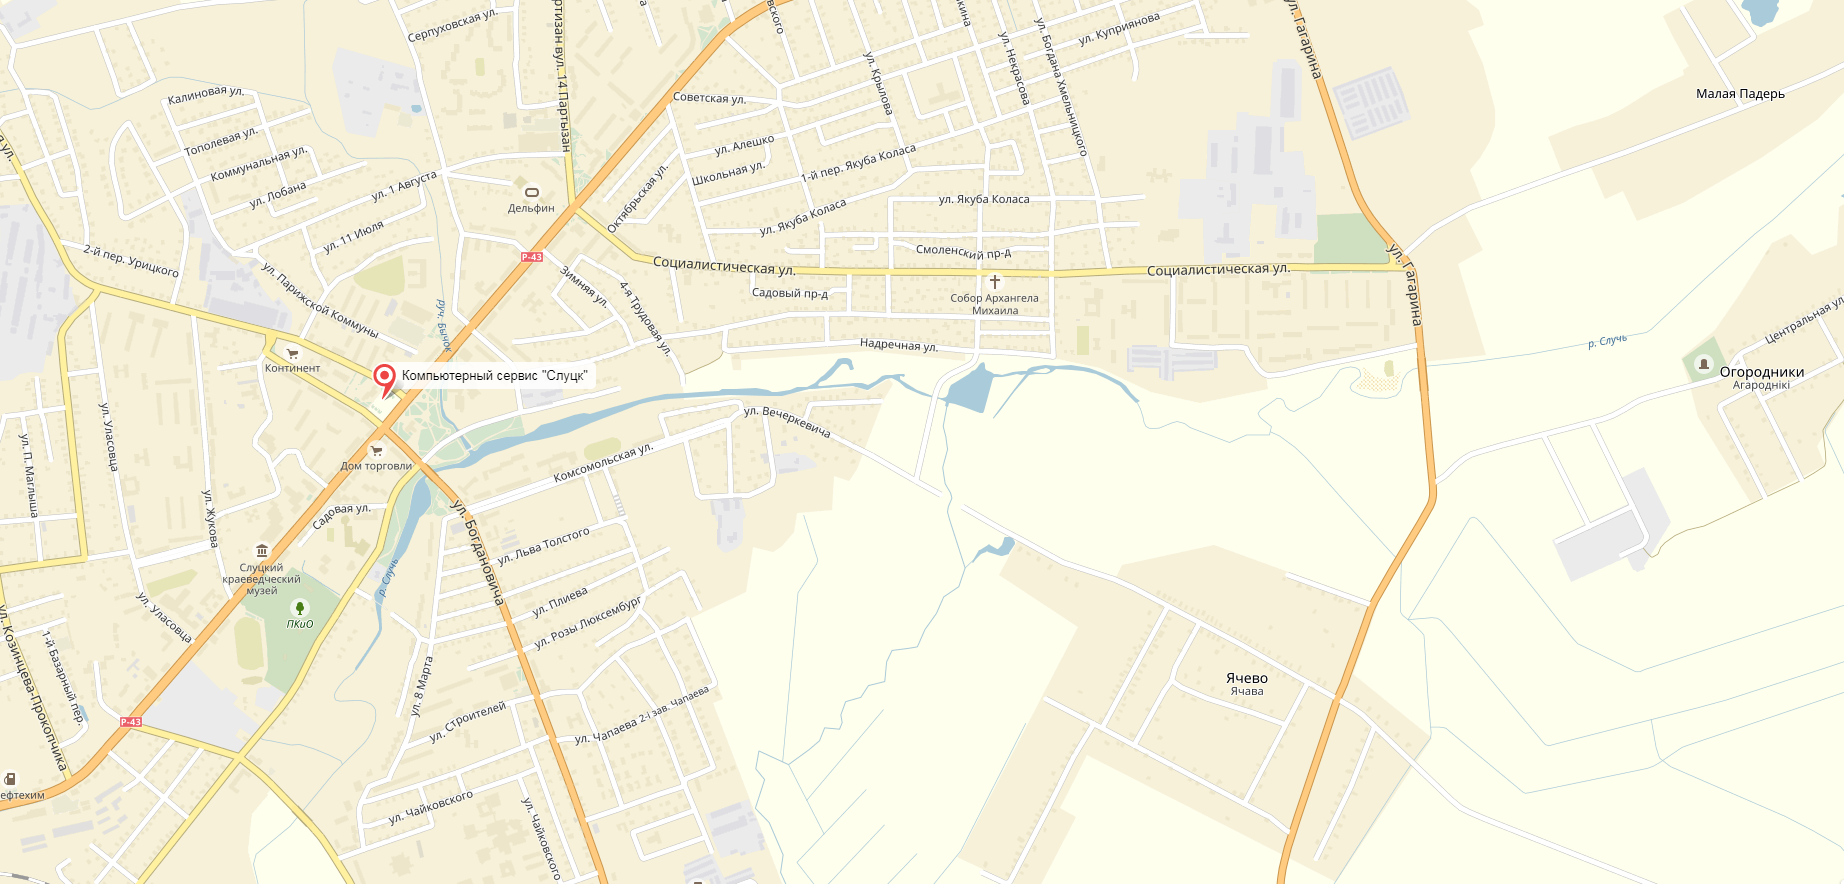 Серпуховская ул.
вул. 14 Партызан
ул. Крылова
ул. Некрасова
ул. Богдана Хмельницкого
ул. Куприянова
ул. Гагарина
Малая Падерь
Калиновая ул.
Тополевая ул.
Коммунальная ул.
ул. Лобана
ул. 1 Августа
ул. 11 Июля
Советская ул.
ул. Алешко
Школьная ул.
1-й пер. Якуба Коласа
Октябрьская ул.
ул. Якуба Коласа
ул. Якуба Коласа
Дельфин
Смоленский пр-д
2-й пер. Урицкого
P-43
Зимняя ул.
4-я Трудовая ул.
Социалистическая ул.
Социалистическая ул.
ул. Гагарина
Садовый пр-д
Собор Архангела
Михаила
ул. Парижской Коммуны
руч. Бычок
Надречная ул.
р. Случь
Центральная ул.
Огородники
Агароднікі
Континент
Компьютерный сервис "Слуцк"
ул. Уласовца
ул. П. Маглыша
ул. Жукова
Дом торговли
ул. Вечеркевича
Комсомольская ул.
Садовая ул.
ул. Богдановича
Слуцкий
краеведческий
музей
р. Случь
ул. Льва Толстого
ул. Плиева
ул. Розы Люксембург
ПКиО
ул. Уласовца
ул. Козинцева-Прокопчика
1-й Базарный пер.
P-43
ул. 8 Марта
ул. Строителей
ул. Чапаева
2-і зав. Чапаева
Ячево
Ячава
ефтехим
ул. Чайковского
ул. Чайковского